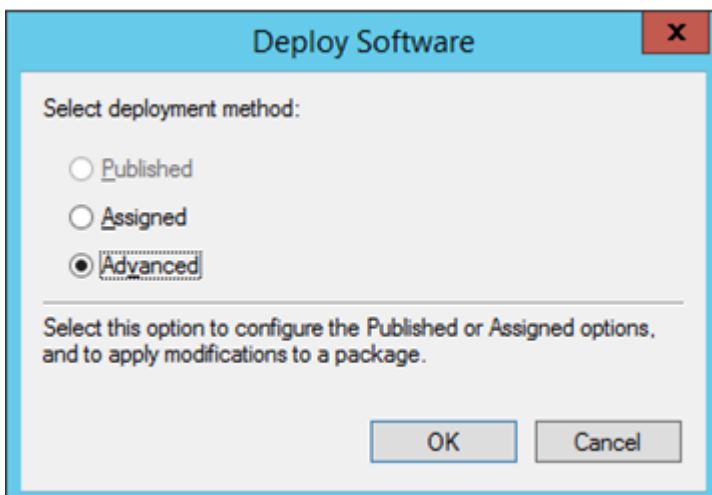 Deploy Software
x
Select deployment method:
Published
Assigned
Advanced
Select this option to configure the Published or Assigned options,
and to apply modifications to a package.
OK Cancel